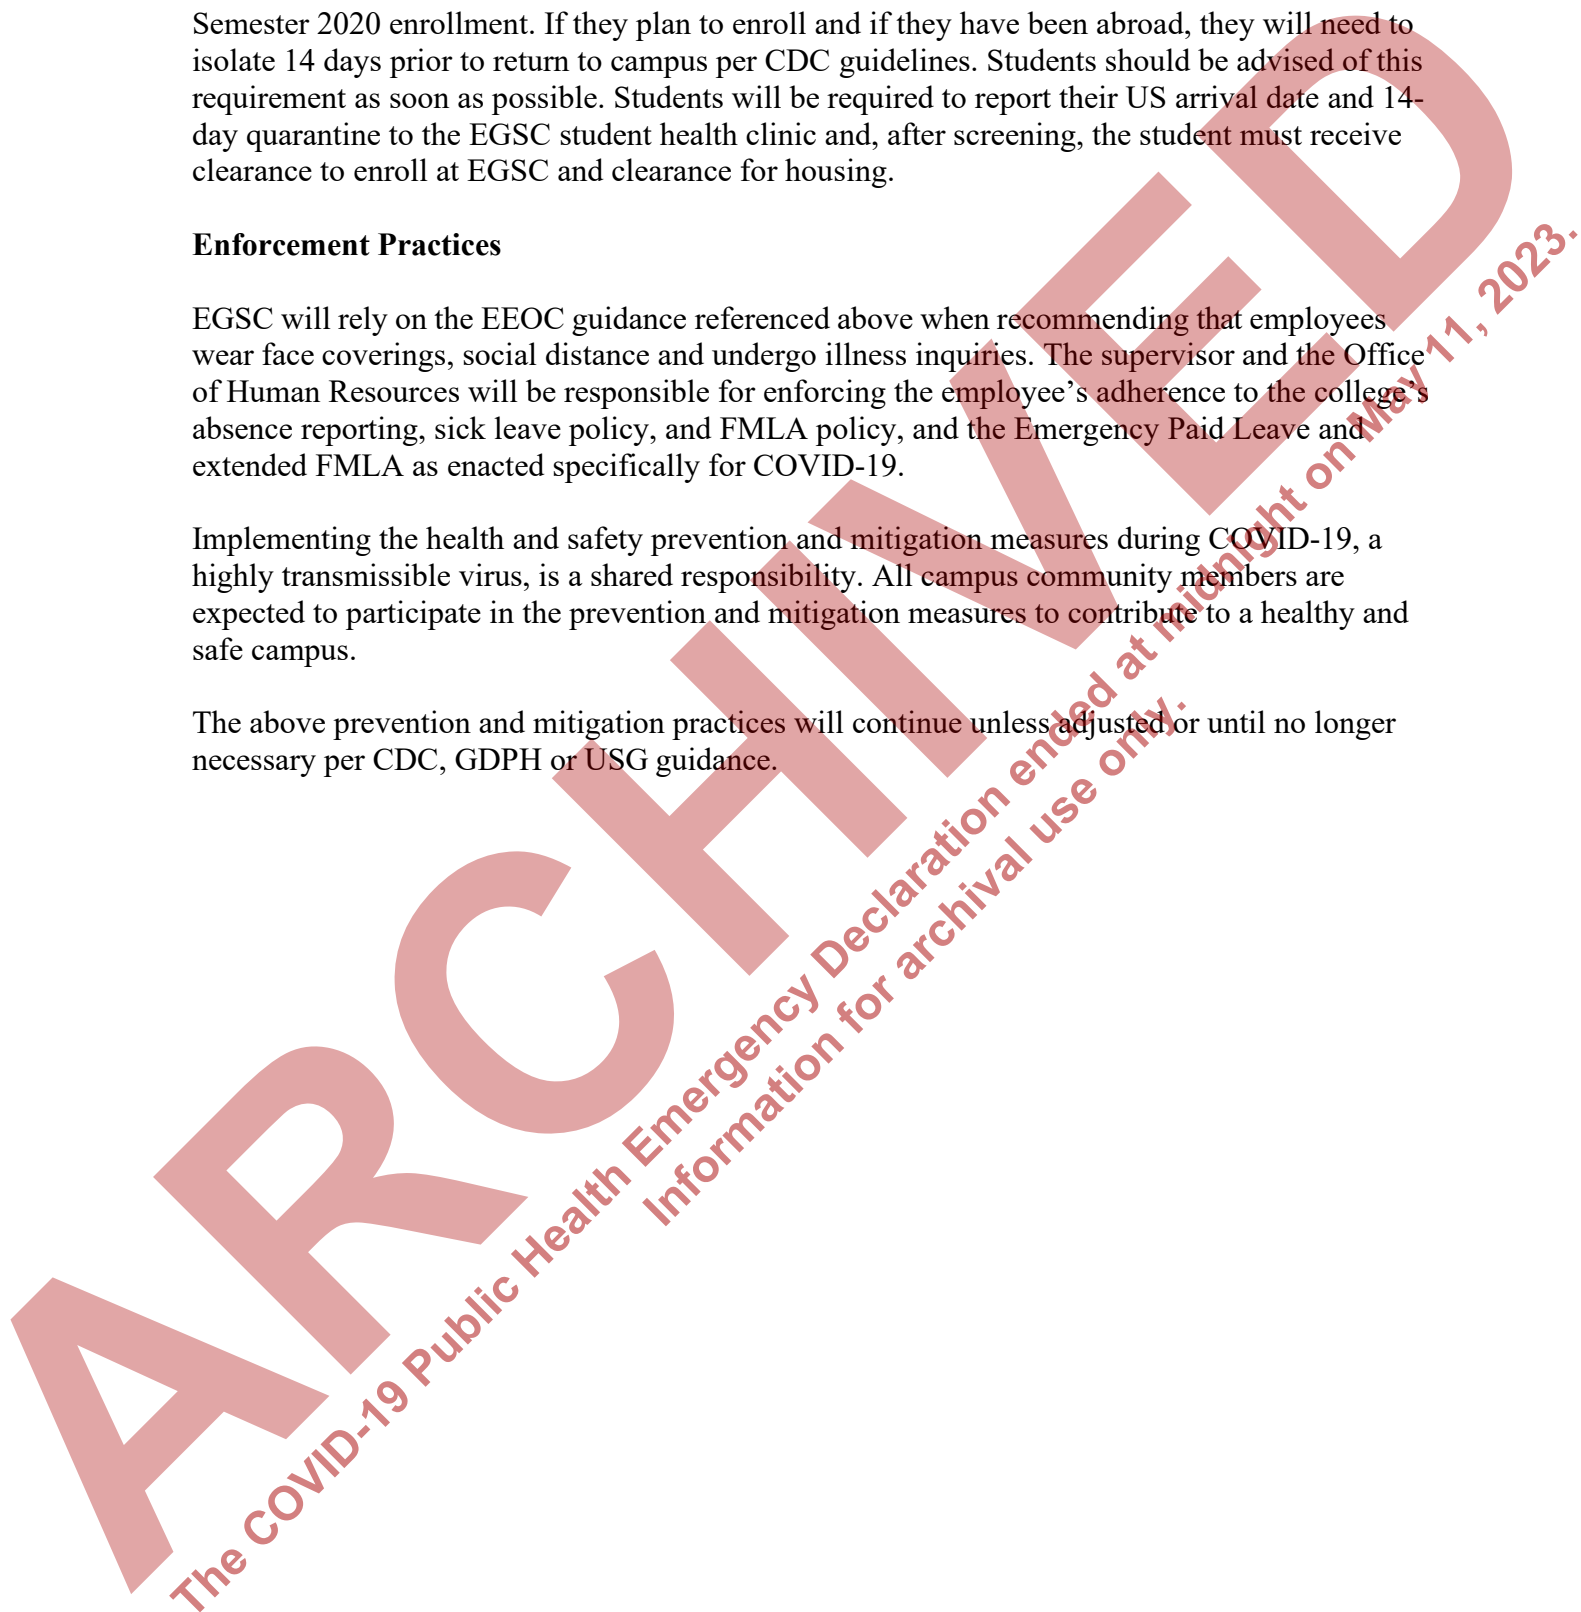 Semester 2020 enrollment. If they plan to enroll and if they have been abroad, they will need to
isolate 14 days prior to return to campus per CDC guidelines. Students should be advised of this
requirement as soon as possible. Students will be required to report their US arrival date and 14-
day quarantine to the EGSC student health clinic and, after screening, the student must receive
clearance to enroll at EGSC and clearance for housing.
Enforcement Practices
EGSC will rely on the EEOC guidance referenced above when recommending that employees
wear face coverings, social distance and undergo illness inquiries. The supervisor and the Office
of Human Resources will be responsible for enforcing the employee’s adherence to the college’s
absence reporting, sick leave policy, and FMLA policy, and the Emergency Paid Leave and
extended FMLA as enacted specifically for COVID-19.
Implementing the health and safety prevention and mitigation measures during COVID-19, a
highly transmissible virus, is a shared responsibility. All campus community members are
expected to participate in the prevention and mitigation measures to contribute to a healthy and
safe campus.
The above prevention and mitigation practices will continue unless adjusted or until no longer
necessary per CDC, GDPH or USG guidance.
ARCHIVED
The COVID-19 Public Health Emergency Declaration ended at midnight on May 11, 2023.
Information for archival use only.